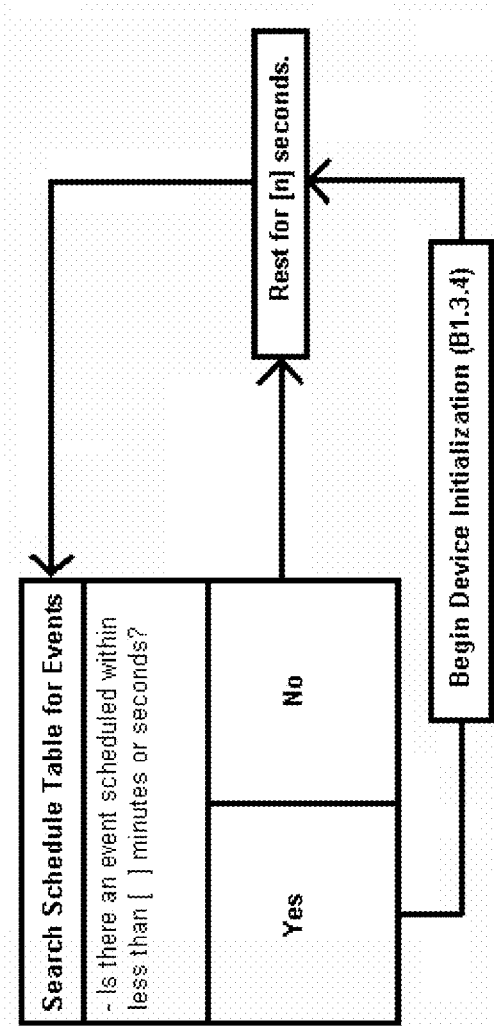 Search Schedule Table for Events
~ Is there an event scheduled within
less than [ ] minutes or seconds?
Yes
No
Rest for [n] seconds.
Begin Device Initialization (B1.3.4)